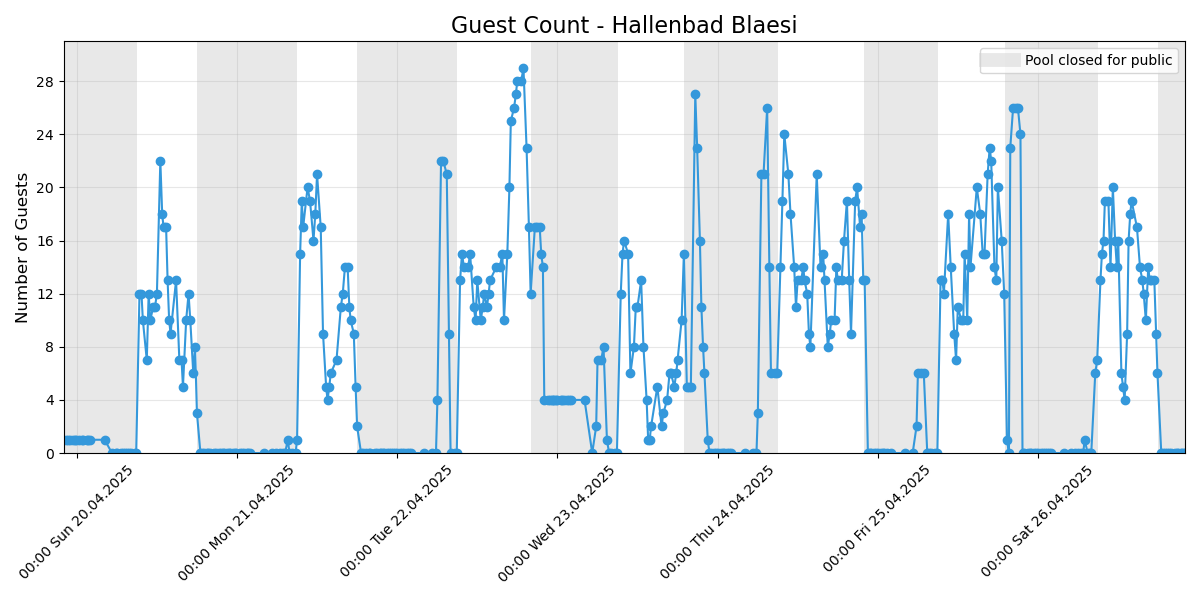 Guest Count - Hallenbad Blaesi
Pool closed for public
Number of Guests
28
24
20
16
12
8
4
0
00:00 Sun 20.04.2025
00:00 Mon 21.04.2025
00:00 Tue 22.04.2025
00:00 Wed 23.04.2025
00:00 Thu 24.04.2025
00:00 Fri 25.04.2025
00:00 Sat 26.04.2025